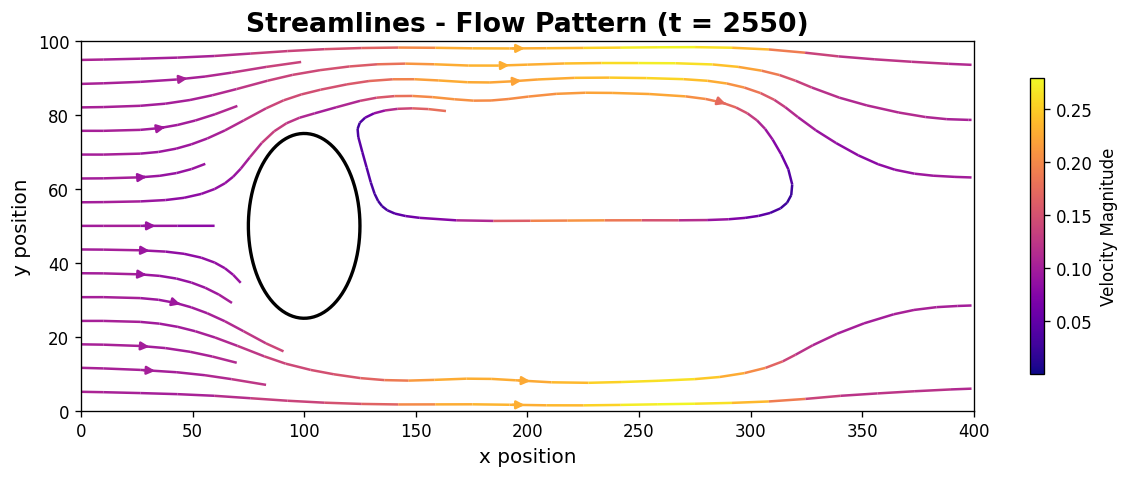 Streamlines - Flow Pattern (t = 2550)
100
80
60
40
20
0
y position
0 50 100 150 200 250 300 350 400
x position
0.25
0.20
0.15
0.10
0.05
Velocity Magnitude